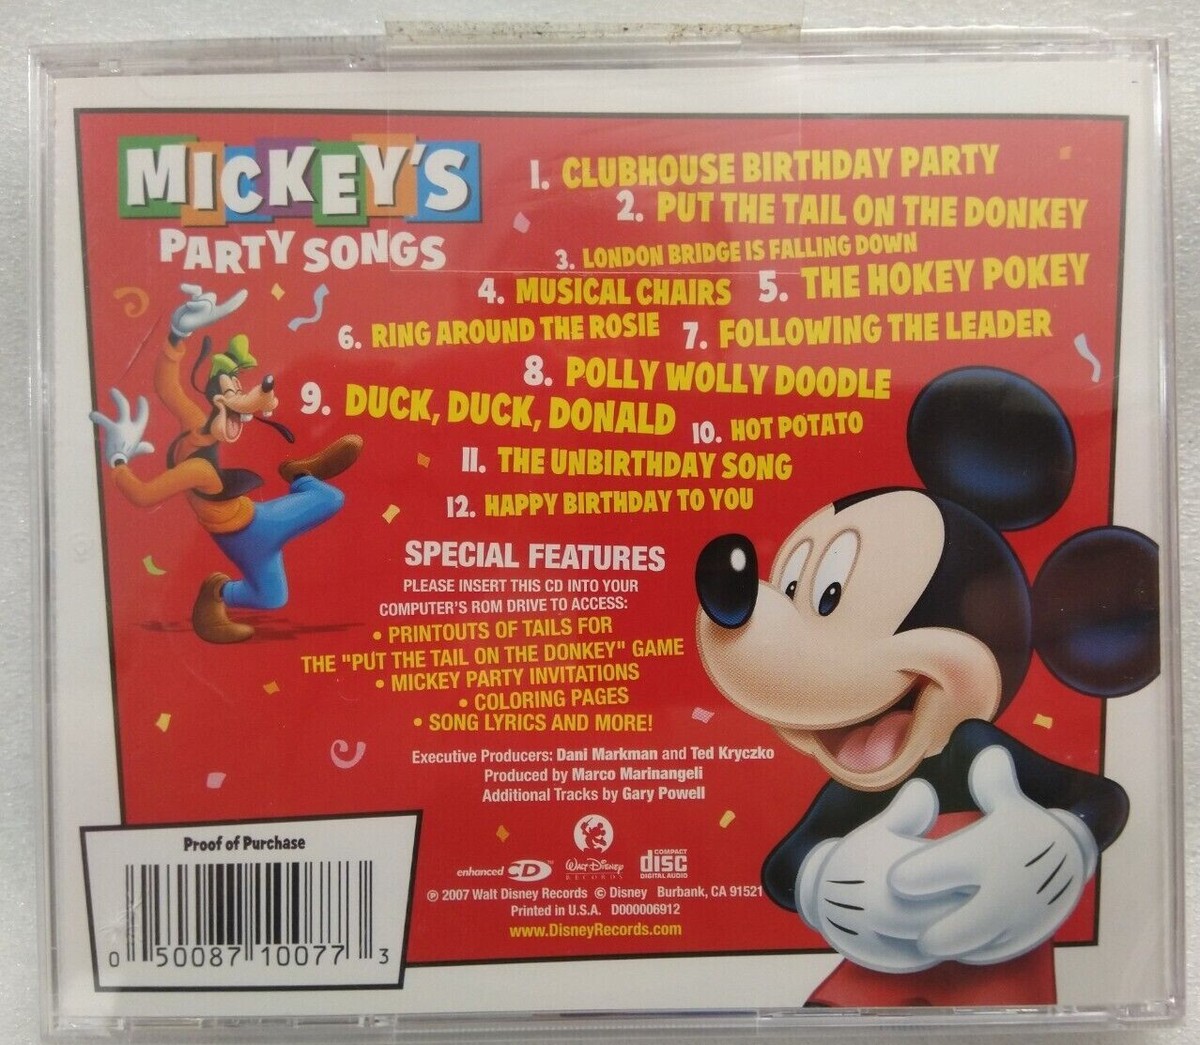 MICKEY'S
PARTY SONGS
1. CLUBHOUSE BIRTHDAY PARTY
2. PUT THE TAIL ON THE DONKEY
3. LONDON BRIDGE IS FALLING DOWN
4. MUSICAL CHAIRS 5. THE HOKEY POKEY
6. RING AROUND THE ROSIE 7. FOLLOWING THE LEADER
8. POLLY WOLLY DOODLE
9. DUCK, DUCK, DONALD 10. HOT POTATO
11. THE UNBIRTHDAY SONG
12. HAPPY BIRTHDAY TO YOU
SPECIAL FEATURES
PLEASE INSERT THIS CD INTO YOUR
COMPUTER'S ROM DRIVE TO ACCESS:
• PRINTOUTS OF TAILS FOR
THE "PUT THE TAIL ON THE DONKEY" GAME
• MICKEY PARTY INVITATIONS
• COLORING PAGES
• SONG LYRICS AND MORE!
Executive Producers: Dani Markman and Ted Kryczko
Produced by Marco Marinangeli
Additional Tracks by Gary Powell
enhanced CD™
WALT DISNEY
RECORDS
COMPACT
disc
DIGITAL AUDIO
℗ 2007 Walt Disney Records © Disney Burbank, CA 91521
Printed in U.S.A. D000006912
www.DisneyRecords.com
Proof of Purchase
0 50087 10077 3